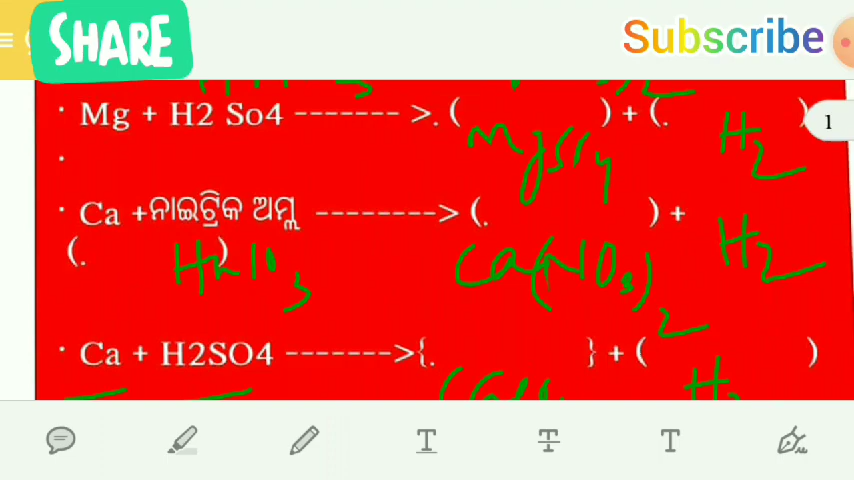 SHARE
Subscribe
1
· Mg + H2 So4 ------- >. ( ) + (. )
MgSO4 H2
·
· Ca +ନାଇଟ୍ରିକ ଅମ୍ଳ --------> (. ) +
(. )
HNO3 Ca(NO3)2 H2
· Ca + H2SO4 ------->{. } + ( )
T T T